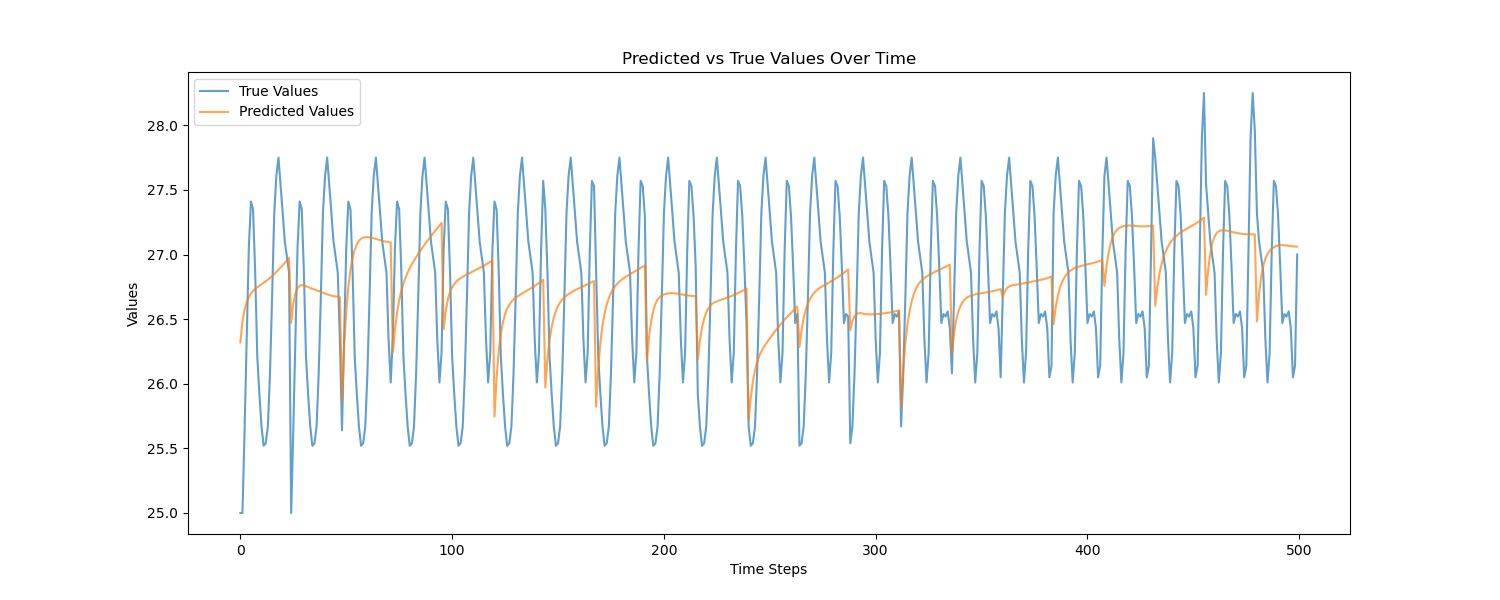 Predicted vs True Values Over Time
True Values
Predicted Values
28.0
27.5
27.0
26.5
26.0
25.5
25.0
Values
0
100
200
300
400
500
Time Steps